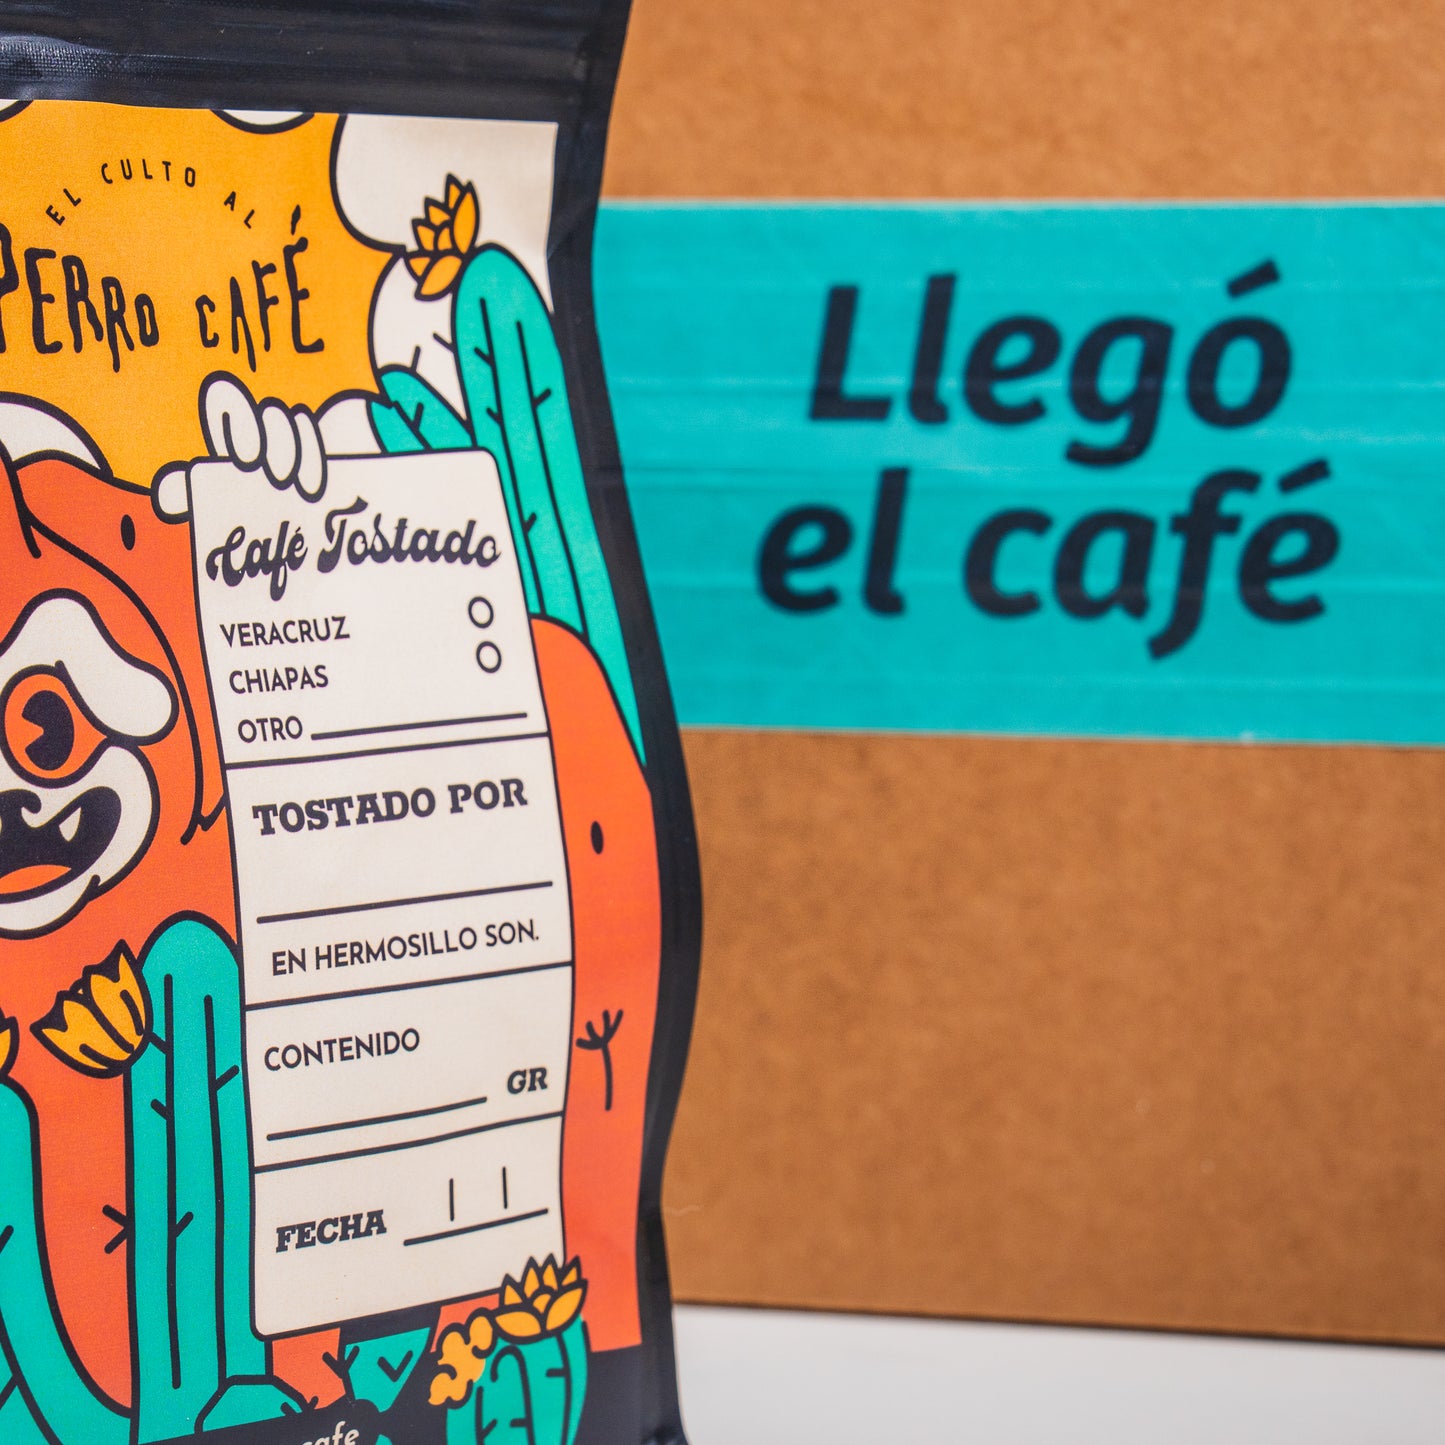 EL CULTO AL
PERRO CAFÉ
Café Tostado
VERACRUZ
CHIAPAS
OTRO
TOSTADO POR
EN HERMOSILLO SON.
CONTENIDO
GR
FECHA
cafe
Llegó
el café